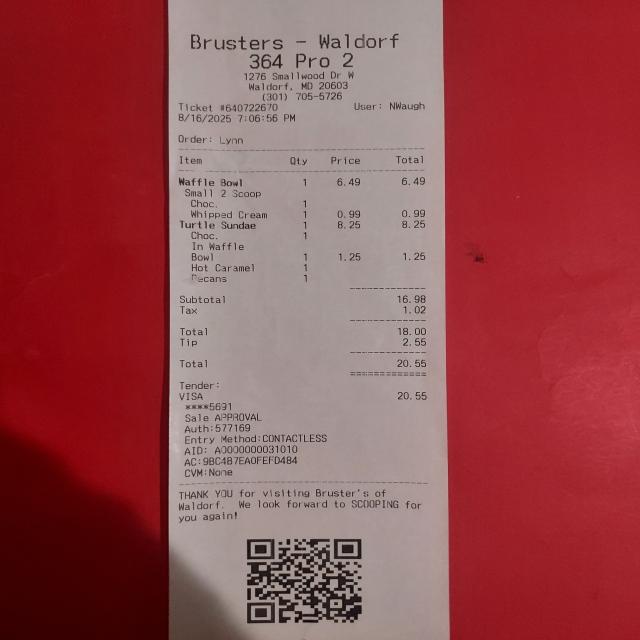 Brusters - Waldorf
364 Pro 2
1276 Smallwood Dr W
Waldorf, MD 20603
(301) 705-5726
Ticket #640722670 User: NWaugh
8/16/2025 7:06:56 PM
Order: Lynn
Item Qty Price Total
Waffle Bowl 1 6.49 6.49
Small 2 Scoop
Choc. 1
Whipped Cream 1 0.99 0.99
Turtle Sundae 1 8.25 8.25
Choc. 1
In Waffle
Bowl 1 1.25 1.25
Hot Caramel 1
Pecans 1
Subtotal 16.98
Tax 1.02
Total 18.00
Tip 2.55
Total 20.55
Tender:
VISA 20.55
****5691
Sale APPROVAL
Auth:577169
Entry Method:CONTACTLESS
AID: A0000000031010
AC:9BC4B7EA0FEFD484
CVM:None
THANK YOU for visiting Bruster's of
Waldorf. We look forward to SCOOPING for
you again!